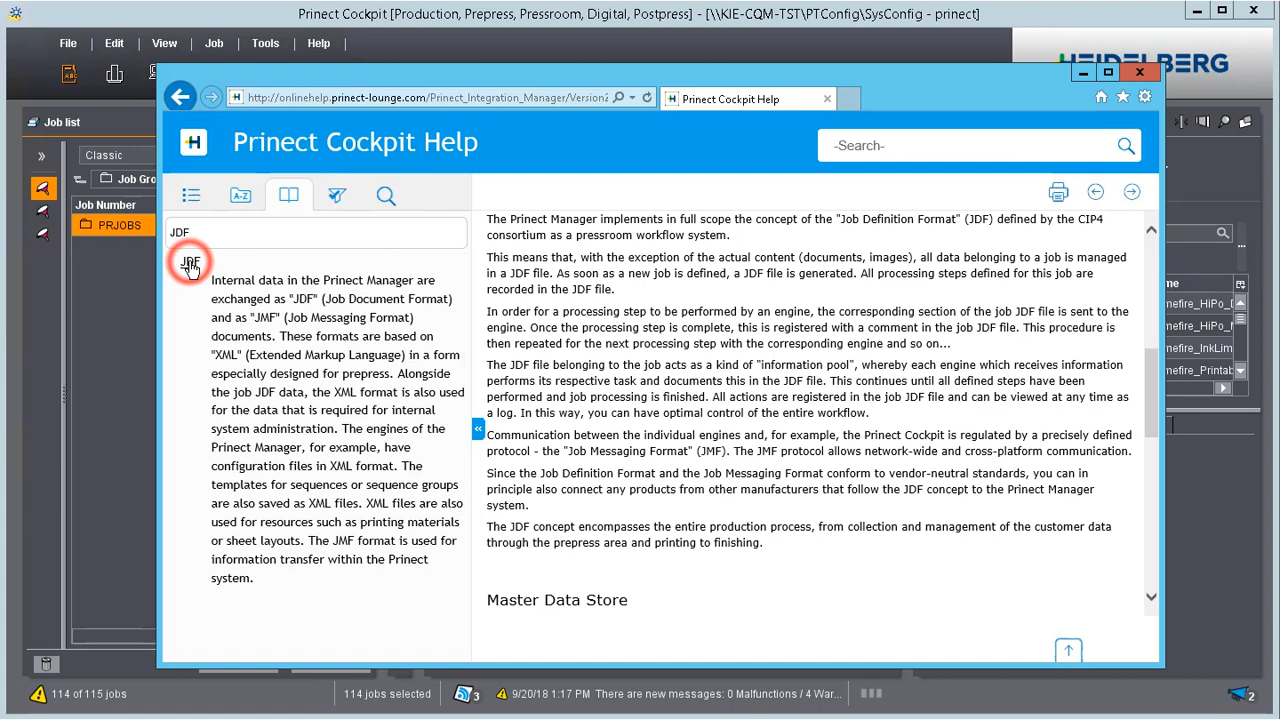 Prinect Cockpit [Production, Prepress, Pressroom, Digital, Postpress] - [\\KIE-CQM-TST\PTConfig\SysConfig - prinect]
File Edit View Job Tools Help
HEIDELBERG
http://onlinehelp.prinect-lounge.com/Prinect_Integration_Manager/Version2
Prinect Cockpit Help
Job list
Prinect Cockpit Help
-Search-
Classic
Job Gro
Job Number
PRJOBS
A-Z
JDF
JDF
Internal data in the Prinect Manager are
exchanged as "JDF" (Job Document Format)
and as "JMF" (Job Messaging Format)
documents. These formats are based on
"XML" (Extended Markup Language) in a form
especially designed for prepress. Alongside
the job JDF data, the XML format is also used
for the data that is required for internal
system administration. The engines of the
Prinect Manager, for example, have
configuration files in XML format. The
templates for sequences or sequence groups
are also saved as XML files. XML files are also
used for resources such as printing materials
or sheet layouts. The JMF format is used for
information transfer within the Prinect
system.
The Prinect Manager implements in full scope the concept of the "Job Definition Format" (JDF) defined by the CIP4
consortium as a pressroom workflow system.
This means that, with the exception of the actual content (documents, images), all data belonging to a job is managed
in a JDF file. As soon as a new job is defined, a JDF file is generated. All processing steps defined for this job are
recorded in the JDF file.
In order for a processing step to be performed by an engine, the corresponding section of the job JDF file is sent to the
engine. Once the processing step is complete, this is registered with a comment in the job JDF file. This procedure is
then repeated for the next processing step with the corresponding engine and so on...
The JDF file belonging to the job acts as a kind of "information pool", whereby each engine which receives information
performs its respective task and documents this in the JDF file. This continues until all defined steps have been
performed and job processing is finished. All actions are registered in the job JDF file and can be viewed at any time as
a log. In this way, you can have optimal control of the entire workflow.
Communication between the individual engines and, for example, the Prinect Cockpit is regulated by a precisely defined
protocol - the "Job Messaging Format" (JMF). The JMF protocol allows network-wide and cross-platform communication.
Since the Job Definition Format and the Job Messaging Format conform to vendor-neutral standards, you can in
principle also connect any products from other manufacturers that follow the JDF concept to the Prinect Manager
system.
The JDF concept encompasses the entire production process, from collection and management of the customer data
through the prepress area and printing to finishing.
Master Data Store
me
mefire_HiPo_D
mefire_InkLim
mefire_Printab
114 of 115 jobs
114 jobs selected
3
9/20/18 1:17 PM There are new messages: 0 Malfunctions / 4 War...
2